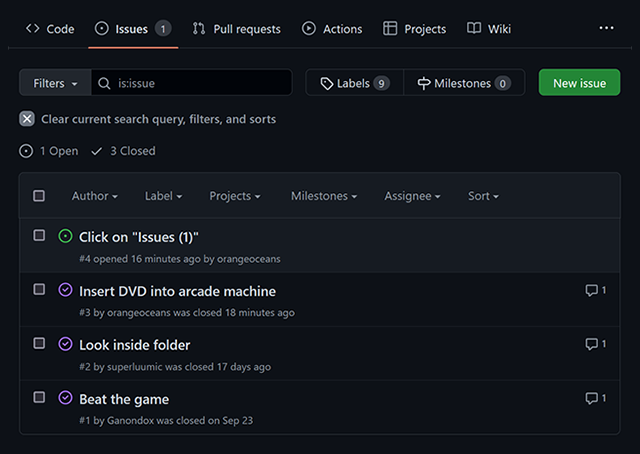 Code Issues 1 Pull requests Actions Projects Wiki ...
Filters is:issue Labels 9 Milestones 0 New issue
Clear current search query, filters, and sorts
1 Open 3 Closed
Author Label Projects Milestones Assignee Sort
Click on "Issues (1)"
#4 opened 16 minutes ago by orangeoceans
Insert DVD into arcade machine 1
#3 by orangeoceans was closed 18 minutes ago
Look inside folder 1
#2 by superluumic was closed 17 days ago
Beat the game 1
#1 by Ganondox was closed on Sep 23